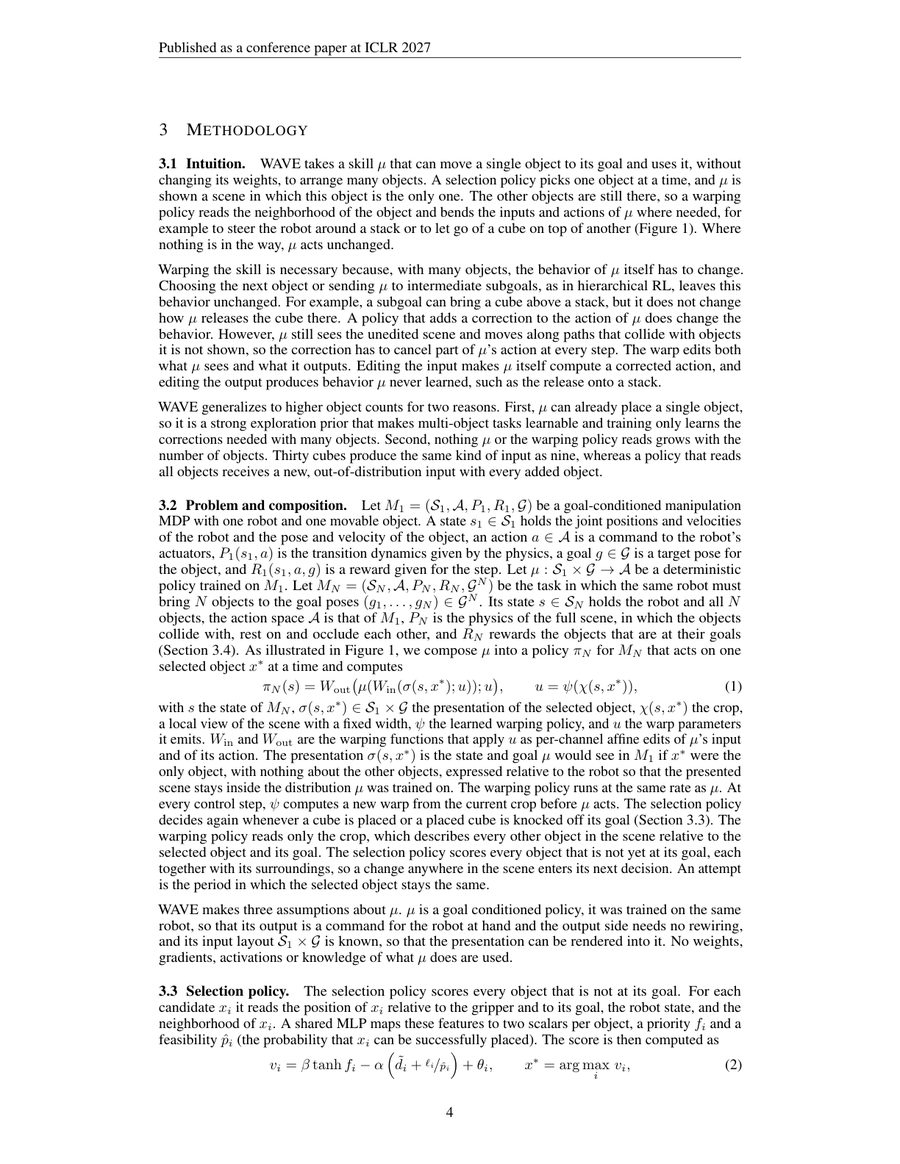 Published as a conference paper at ICLR 2027
3 METHODOLOGY
3.1 Intuition. WAVE takes a skill μ that can move a single object to its goal and uses it, without
changing its weights, to arrange many objects. A selection policy picks one object at a time, and μ is
shown a scene in which this object is the only one. The other objects are still there, so a warping
policy reads the neighborhood of the object and bends the inputs and actions of μ where needed, for
example to steer the robot around a stack or to let go of a cube on top of another (Figure 1). Where
nothing is in the way, μ acts unchanged.
Warping the skill is necessary because, with many objects, the behavior of μ itself has to change.
Choosing the next object or sending μ to intermediate subgoals, as in hierarchical RL, leaves this
behavior unchanged. For example, a subgoal can bring a cube above a stack, but it does not change
how μ releases the cube there. A policy that adds a correction to the action of μ does change the
behavior. However, μ still sees the unedited scene and moves along paths that collide with objects
it is not shown, so the correction has to cancel part of μ's action at every step. The warp edits both
what μ sees and what it outputs. Editing the input makes μ itself compute a corrected action, and
editing the output produces behavior μ never learned, such as the release onto a stack.
WAVE generalizes to higher object counts for two reasons. First, μ can already place a single object,
so it is a strong exploration prior that makes multi-object tasks learnable and training only learns the
corrections needed with many objects. Second, nothing μ or the warping policy reads grows with the
number of objects. Thirty cubes produce the same kind of input as nine, whereas a policy that reads
all objects receives a new, out-of-distribution input with every added object.
3.2 Problem and composition. Let M₁ = (𝒮₁, 𝒜, P₁, R₁, 𝒢) be a goal-conditioned manipulation
MDP with one robot and one movable object. A state s₁ ∈ 𝒮₁ holds the joint positions and velocities
of the robot and the pose and velocity of the object, an action a ∈ 𝒜 is a command to the robot's
actuators, P₁(s₁, a) is the transition dynamics given by the physics, a goal g ∈ 𝒢 is a target pose for
the object, and R₁(s₁, a, g) is a reward given for the step. Let μ : 𝒮₁ × 𝒢 → 𝒜 be a deterministic
policy trained on M₁. Let M_N = (𝒮_N, 𝒜, P_N, R_N, 𝒢^N) be the task in which the same robot must
bring N objects to the goal poses (g₁, . . . , g_N) ∈ 𝒢^N. Its state s ∈ 𝒮_N holds the robot and all N
objects, the action space 𝒜 is that of M₁, P_N is the physics of the full scene, in which the objects
collide with, rest on and occlude each other, and R_N rewards the objects that are at their goals
(Section 3.4). As illustrated in Figure 1, we compose μ into a policy π_N for M_N that acts on one
selected object x* at a time and computes
π_N(s) = W_out(μ(W_in(σ(s, x*); u)); u), u = ψ(χ(s, x*)), (1)
with s the state of M_N, σ(s, x*) ∈ 𝒮₁ × 𝒢 the presentation of the selected object, χ(s, x*) the crop,
a local view of the scene with a fixed width, ψ the learned warping policy, and u the warp parameters
it emits. W_in and W_out are the warping functions that apply u as per-channel affine edits of μ's input
and of its action. The presentation σ(s, x*) is the state and goal μ would see in M₁ if x* were the
only object, with nothing about the other objects, expressed relative to the robot so that the presented
scene stays inside the distribution μ was trained on. The warping policy runs at the same rate as μ. At
every control step, ψ computes a new warp from the current crop before μ acts. The selection policy
decides again whenever a cube is placed or a placed cube is knocked off its goal (Section 3.3). The
warping policy reads only the crop, which describes every other object in the scene relative to the
selected object and its goal. The selection policy scores every object that is not yet at its goal, each
together with its surroundings, so a change anywhere in the scene enters its next decision. An attempt
is the period in which the selected object stays the same.
WAVE makes three assumptions about μ. μ is a goal conditioned policy, it was trained on the same
robot, so that its output is a command for the robot at hand and the output side needs no rewiring,
and its input layout 𝒮₁ × 𝒢 is known, so that the presentation can be rendered into it. No weights,
gradients, activations or knowledge of what μ does are used.
3.3 Selection policy. The selection policy scores every object that is not at its goal. For each
candidate x_i it reads the position of x_i relative to the gripper and to its goal, the robot state, and the
neighborhood of x_i. A shared MLP maps these features to two scalars per object, a priority f_i and a
feasibility p̂_i (the probability that x_i can be successfully placed). The score is then computed as
v_i = β tanh f_i − α (d̃_i + ℓ_i/p̂_i) + θ_i, x* = arg max_i v_i, (2)
4